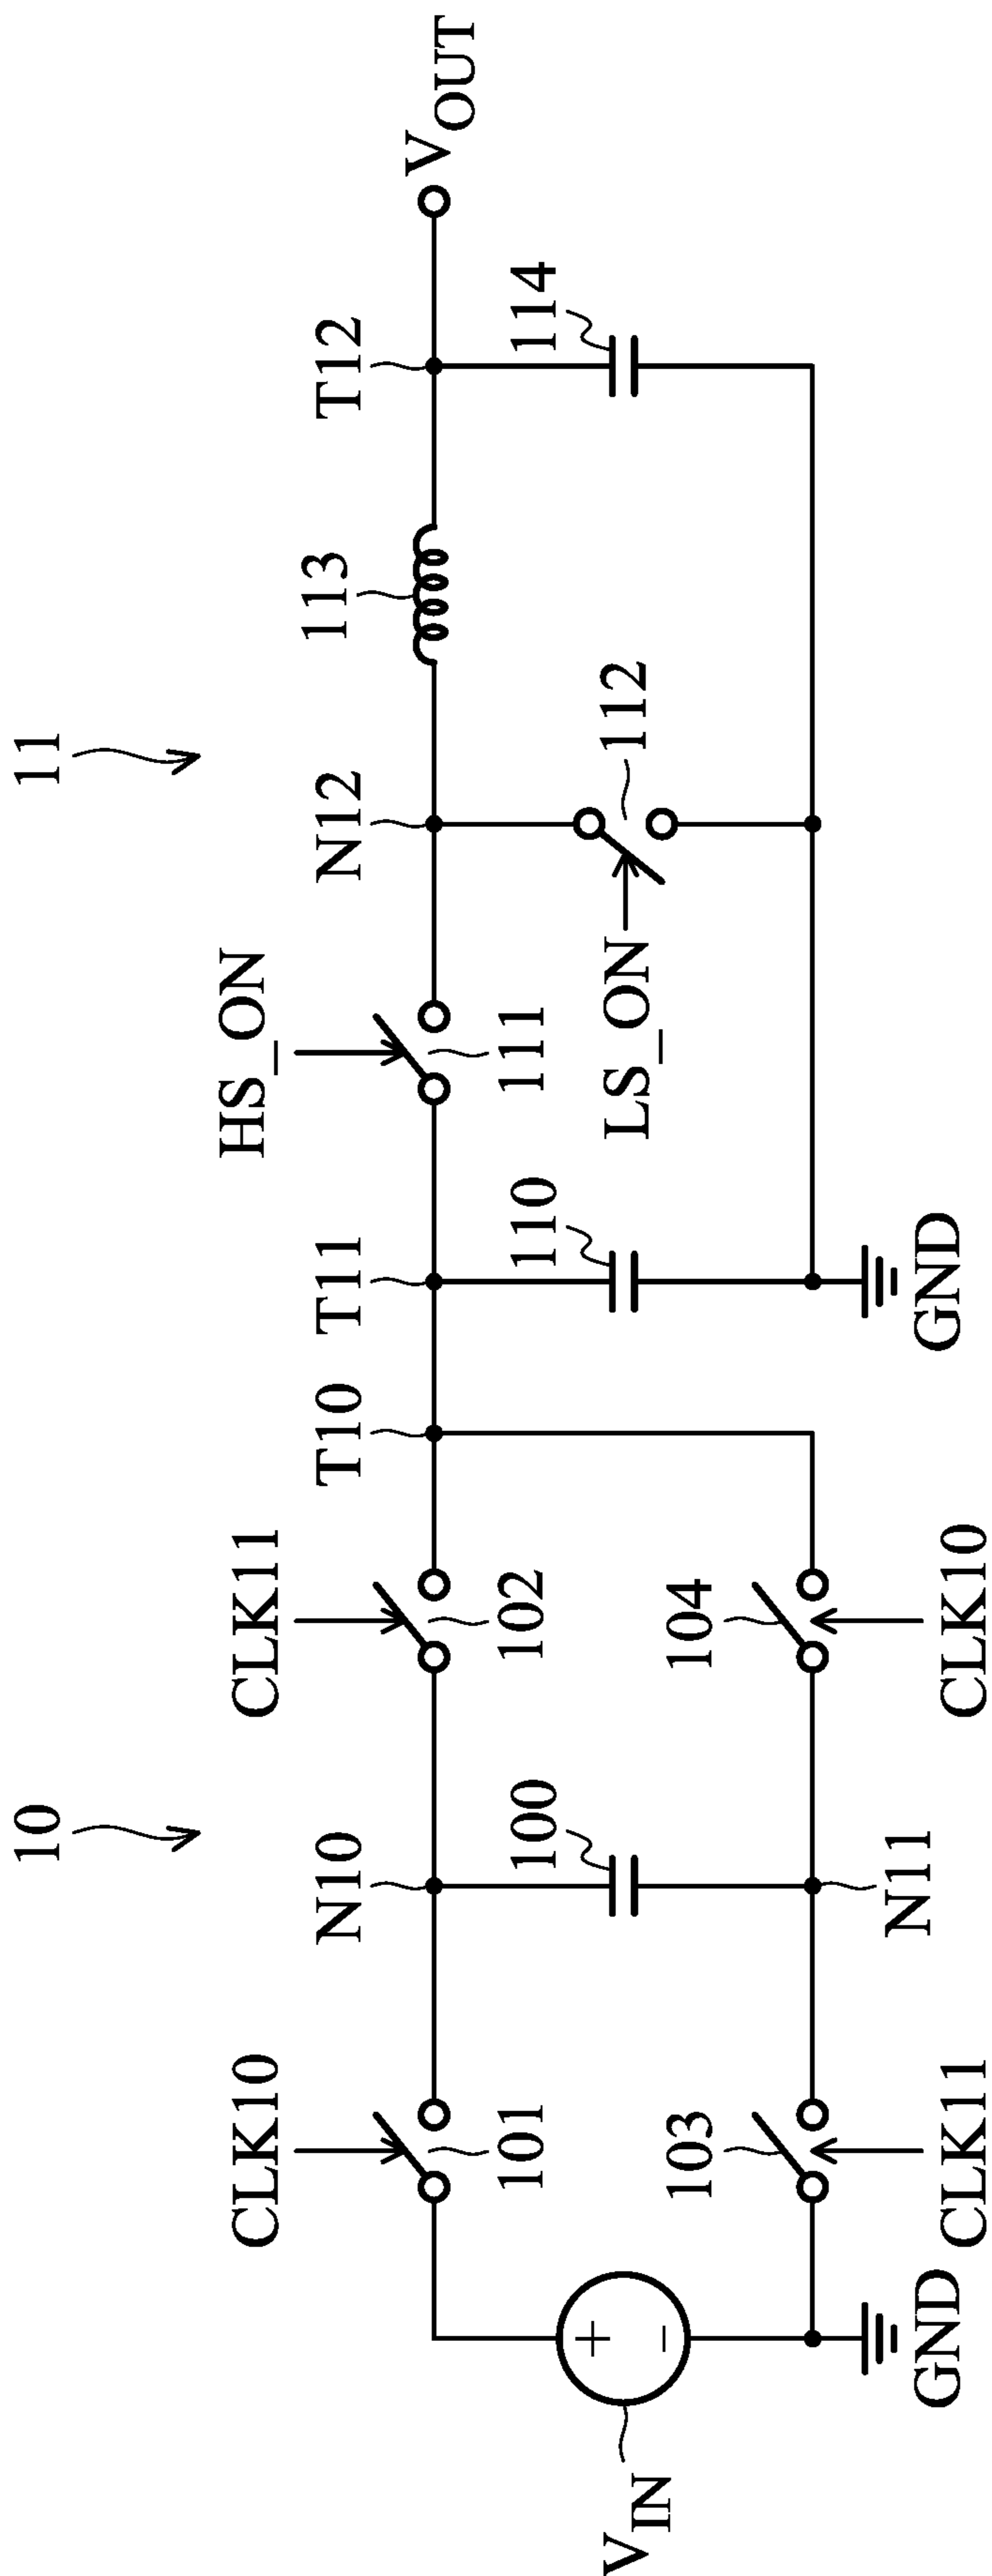 10
11
CLK10
CLK11
HS_ON
N10
T10
T11
N12
113
T12
VOUT
101
102
111
100
110
114
VIN
103
104
LS_ON
112
N11
GND
CLK11
CLK10
GND